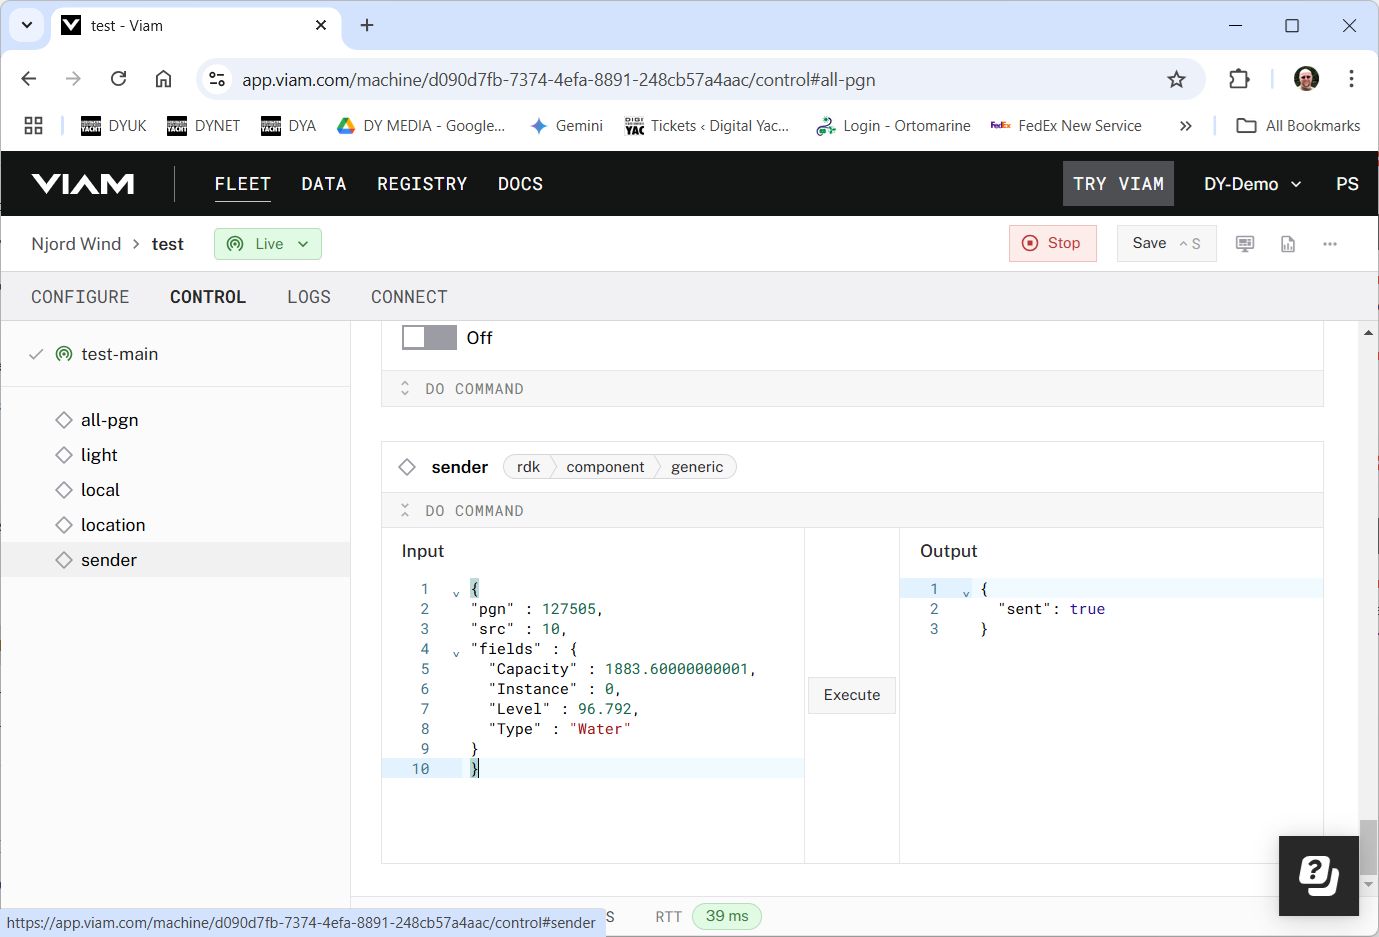 test - Viam
app.viam.com/machine/d090d7fb-7374-4efa-8891-248cb57a4aac/control#all-pgn
DYUK DYNET DYA DY MEDIA - Google... Gemini Tickets ‹ Digital Yac... Login - Ortomarine FedEx New Service » All Bookmarks
VIAM FLEET DATA REGISTRY DOCS TRY VIAM DY-Demo PS
Njord Wind > test Live Stop Save ^ S
CONFIGURE CONTROL LOGS CONNECT
test-main
all-pgn
light
local
location
sender
Off
DO COMMAND
sender rdk component generic
DO COMMAND
Input
1 {
2 "pgn" : 127505,
3 "src" : 10,
4 "fields" : {
5 "Capacity" : 1883.60000000001,
6 "Instance" : 0,
7 "Level" : 96.792,
8 "Type" : "Water"
9 }
10 }
Execute
Output
1 {
2 "sent": true
3 }
https://app.viam.com/machine/d090d7fb-7374-4efa-8891-248cb57a4aac/control#sender
S RTT 39 ms